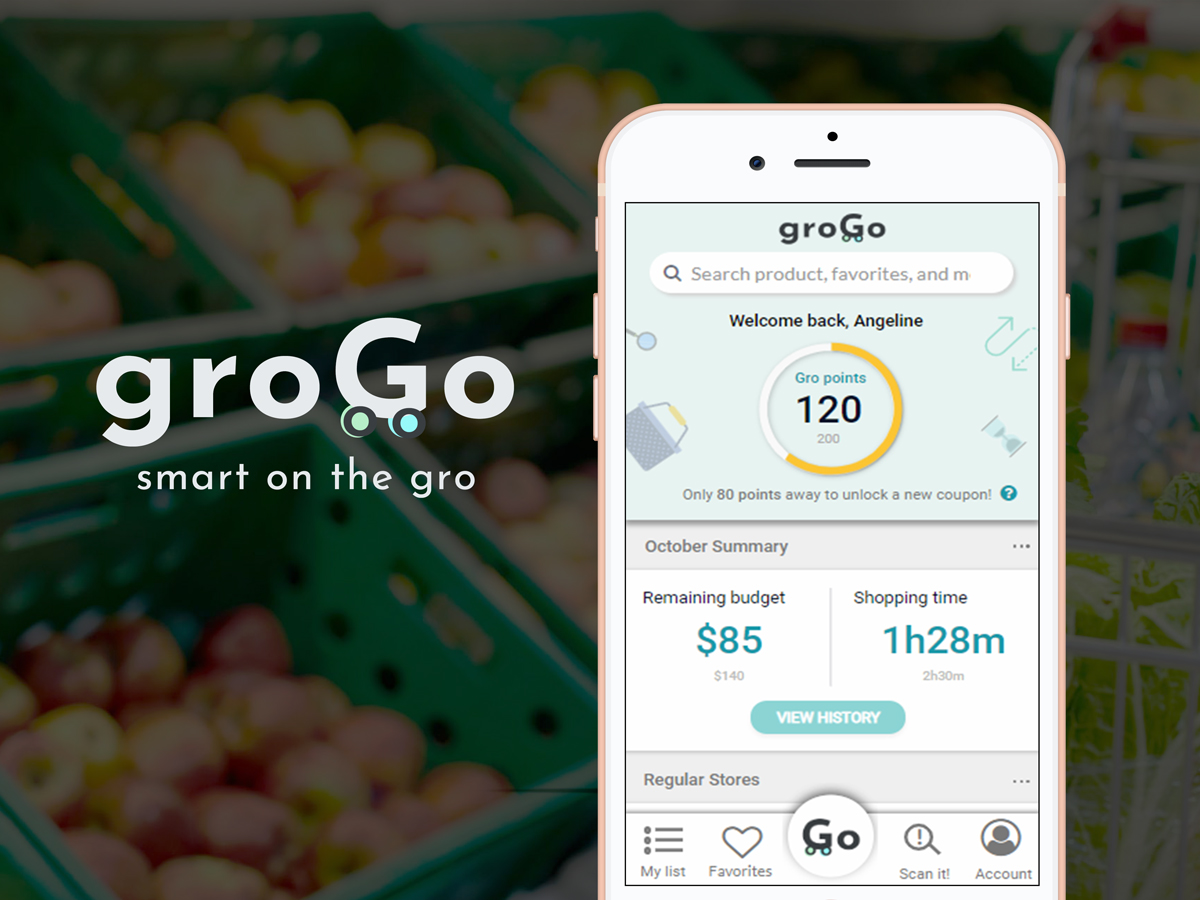 groGo
smart on the gro
groGo
Search product, favorites, and m
Welcome back, Angeline
Gro points
120
200
Only 80 points away to unlock a new coupon! ?
October Summary
Remaining budget
Shopping time
$85
1h28m
$140
2h30m
VIEW HISTORY
Regular Stores
Go
My list
Favorites
Scan it!
Account